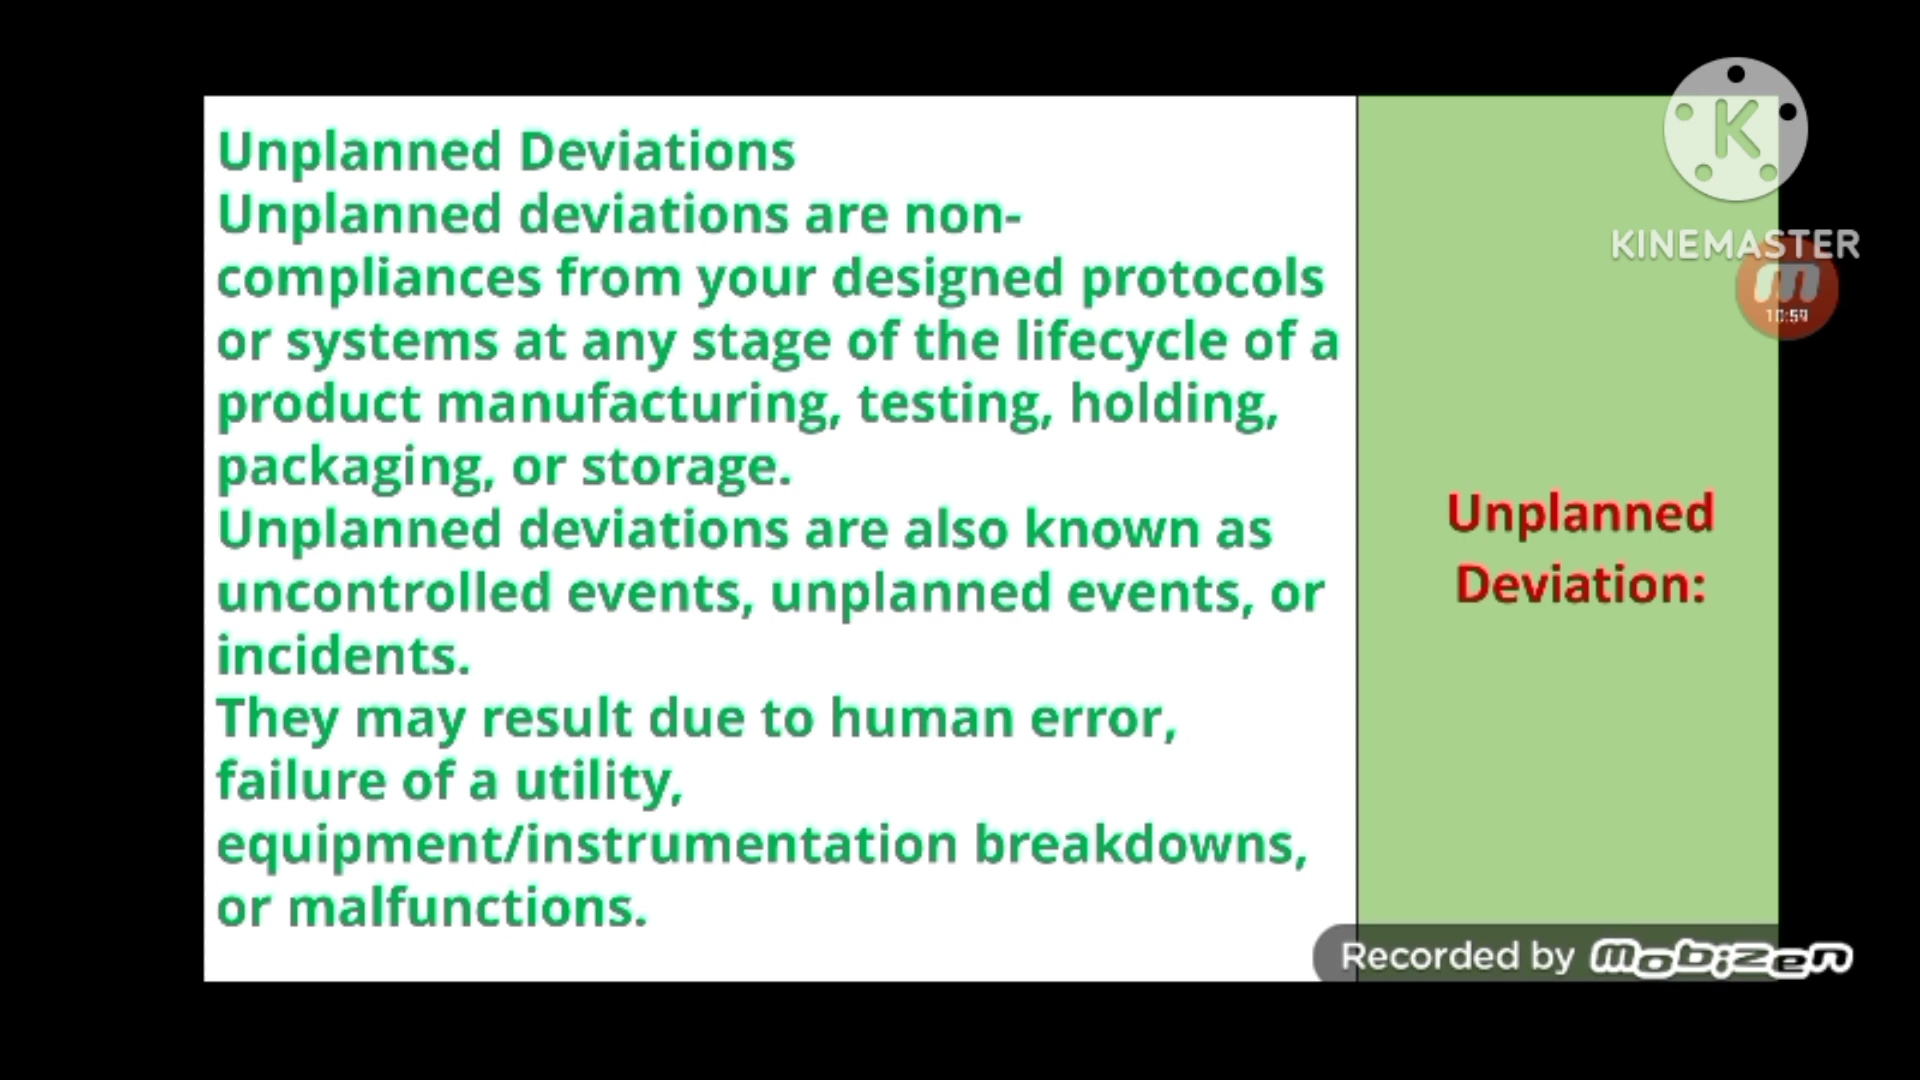 Unplanned Deviations
Unplanned deviations are non-
compliances from your designed protocols
or systems at any stage of the lifecycle of a
product manufacturing, testing, holding,
packaging, or storage.
Unplanned deviations are also known as
uncontrolled events, unplanned events, or
incidents.
They may result due to human error,
failure of a utility,
equipment/instrumentation breakdowns,
or malfunctions.
Unplanned
Deviation:
K
KINEMASTER
m
10:59
Recorded by mobizen